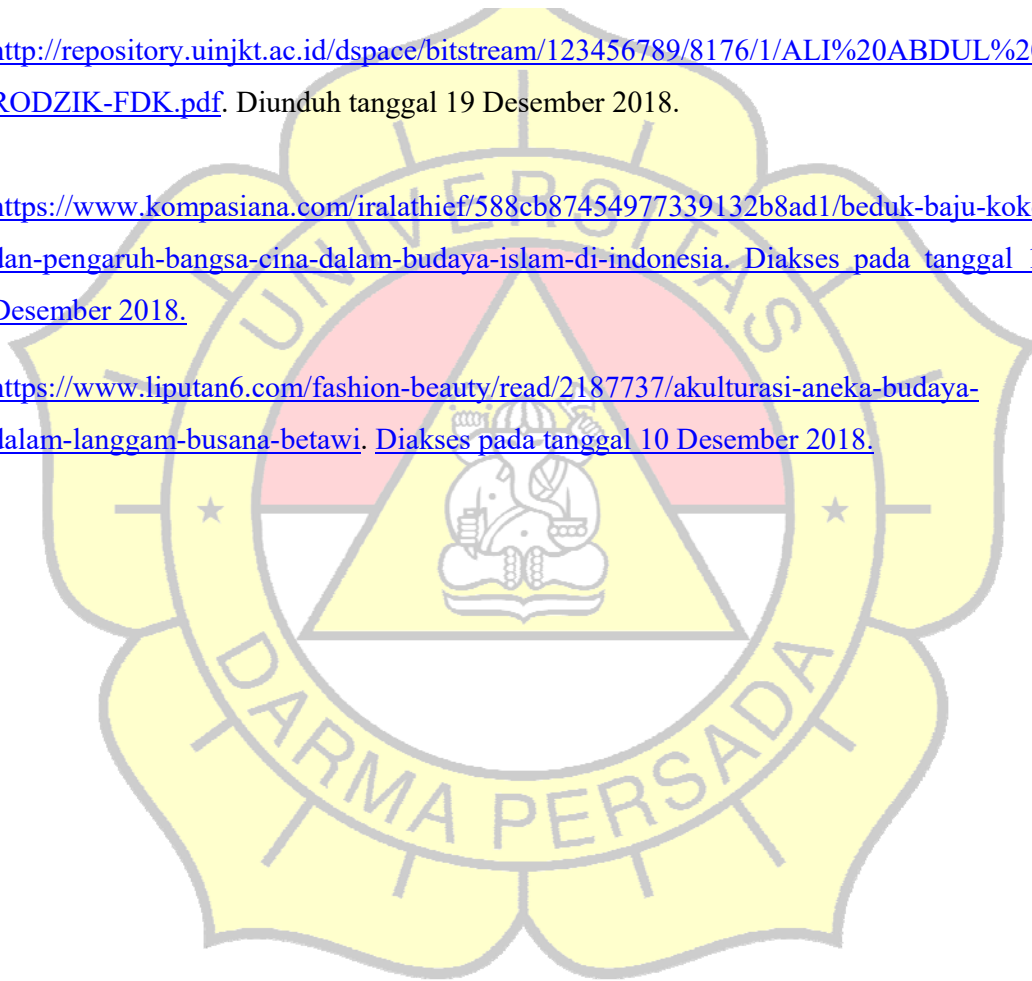 http://repository.uinjkt.ac.id/dspace/bitstream/123456789/8176/1/ALI%20ABDUL%20
RODZIK-FDK.pdf. Diunduh tanggal 19 Desember 2018.
https://www.kompasiana.com/iralathief/588cb87454977339132b8ad1/beduk-baju-kok
dan-pengaruh-bangsa-cina-dalam-budaya-islam-di-indonesia. Diakses pada tanggal
Desember 2018.
https://www.liputan6.com/fashion-beauty/read/2187737/akulturasi-aneka-budaya-
dalam-langgam-busana-betawi. Diakses pada tanggal 10 Desember 2018.
UNIVERSITAS
DARMA PERSADA